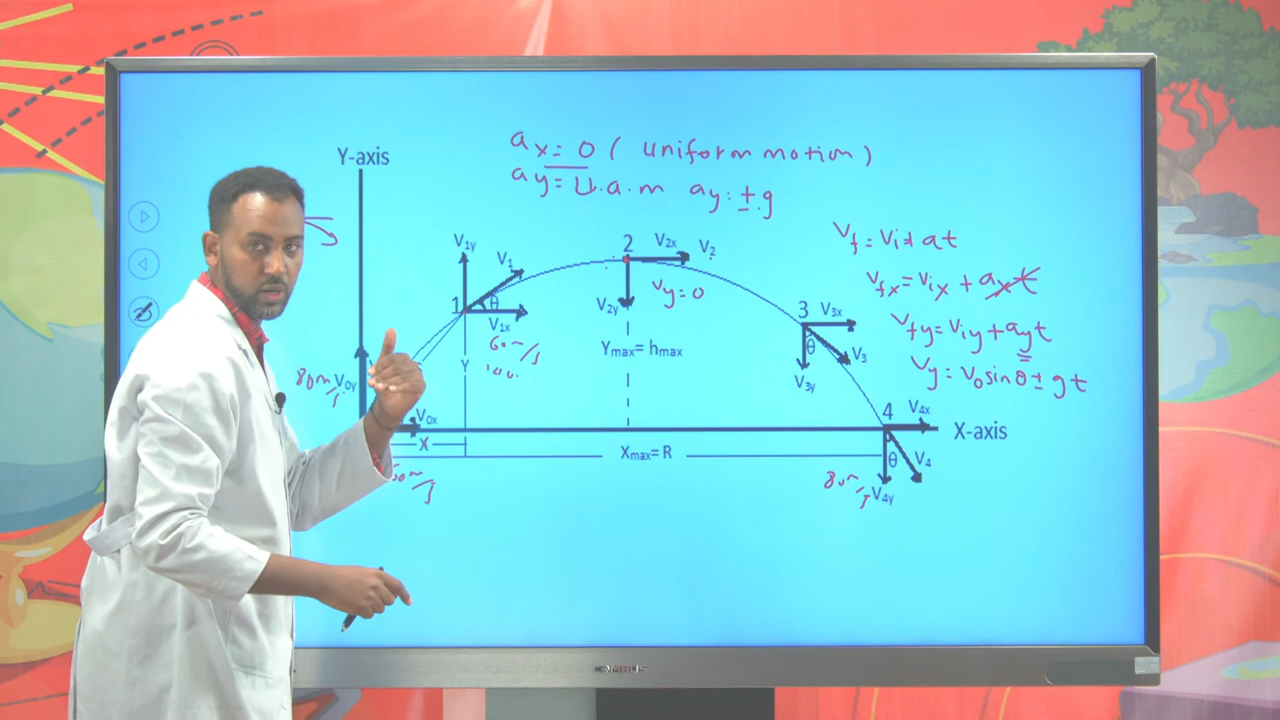 ax = 0 ( uniform motion )
ay = U.a.m ay: ± g
Y-axis
Vf = Vi + at
Vfx = Vix + axt
Vfy = Viy + ayt
Vy = V0sinθ ± gt
V1y
V1
1
θ
V1x
60m/s
2
V2x
V2
V2y
Vy = 0
Ymax= hmax
3
V3x
θ
V3
V3y
Y
80m/s
V0y
V0x
X
4
V4x
X-axis
Xmax= R
θ
V4
80m/s
V4y